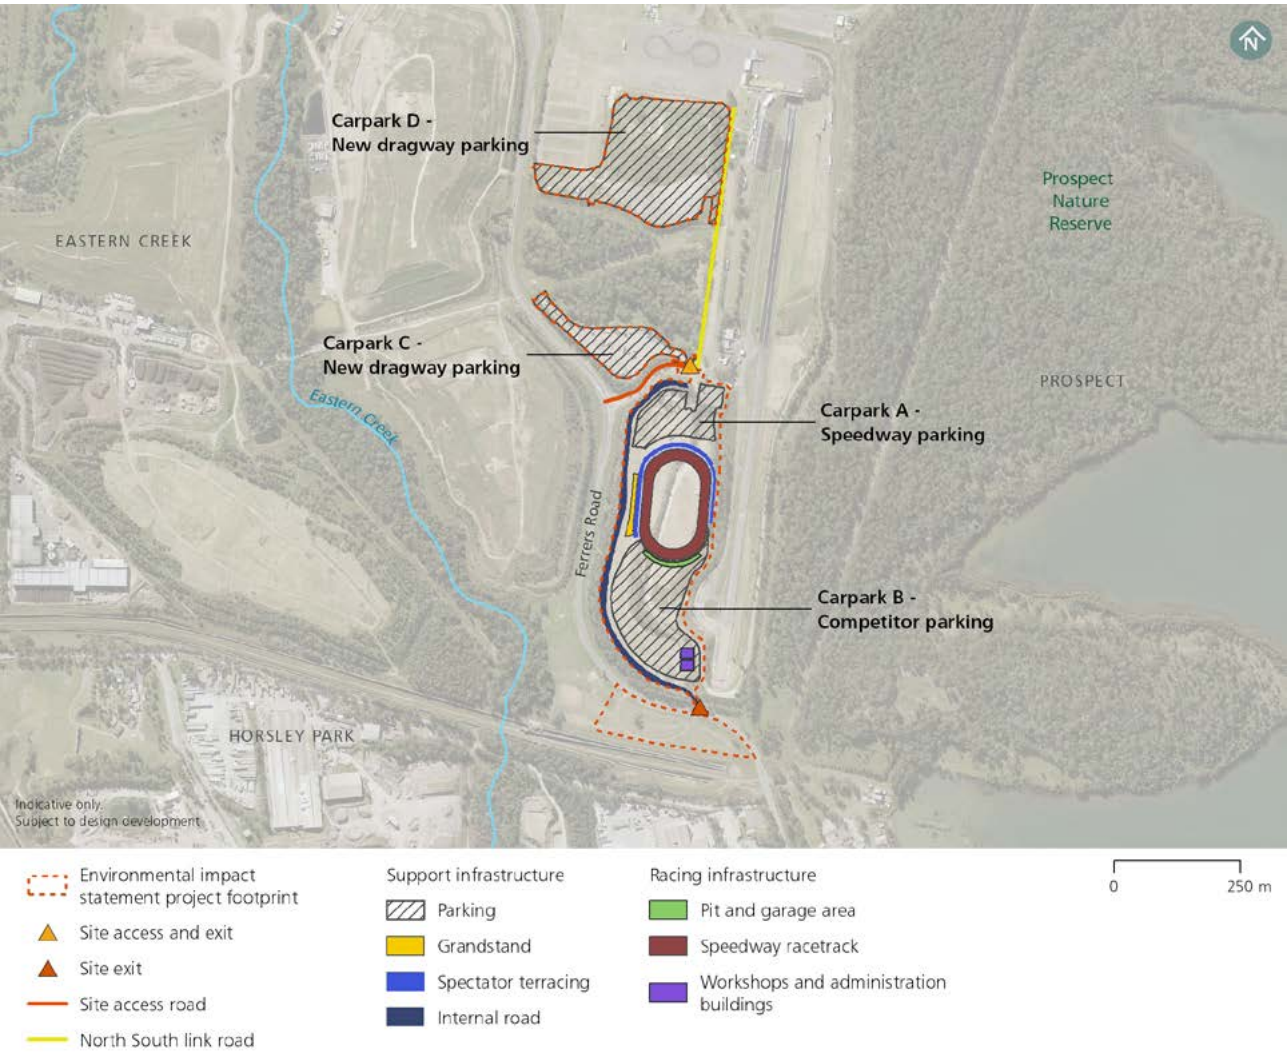 N
Carpark D -
New dragway parking
Prospect
Nature
Reserve
EASTERN CREEK
Carpark C -
New dragway parking
PROSPECT
Eastern Creek
Carpark A -
Speedway parking
Ferrers Road
Carpark B -
Competitor parking
HORSLEY PARK
Indicative only.
Subject to design development
Environmental impact
statement project footprint
Site access and exit
Site exit
Site access road
North South link road
Support infrastructure
Parking
Grandstand
Spectator terracing
Internal road
Racing infrastructure
Pit and garage area
Speedway racetrack
Workshops and administration
buildings
0 250 m